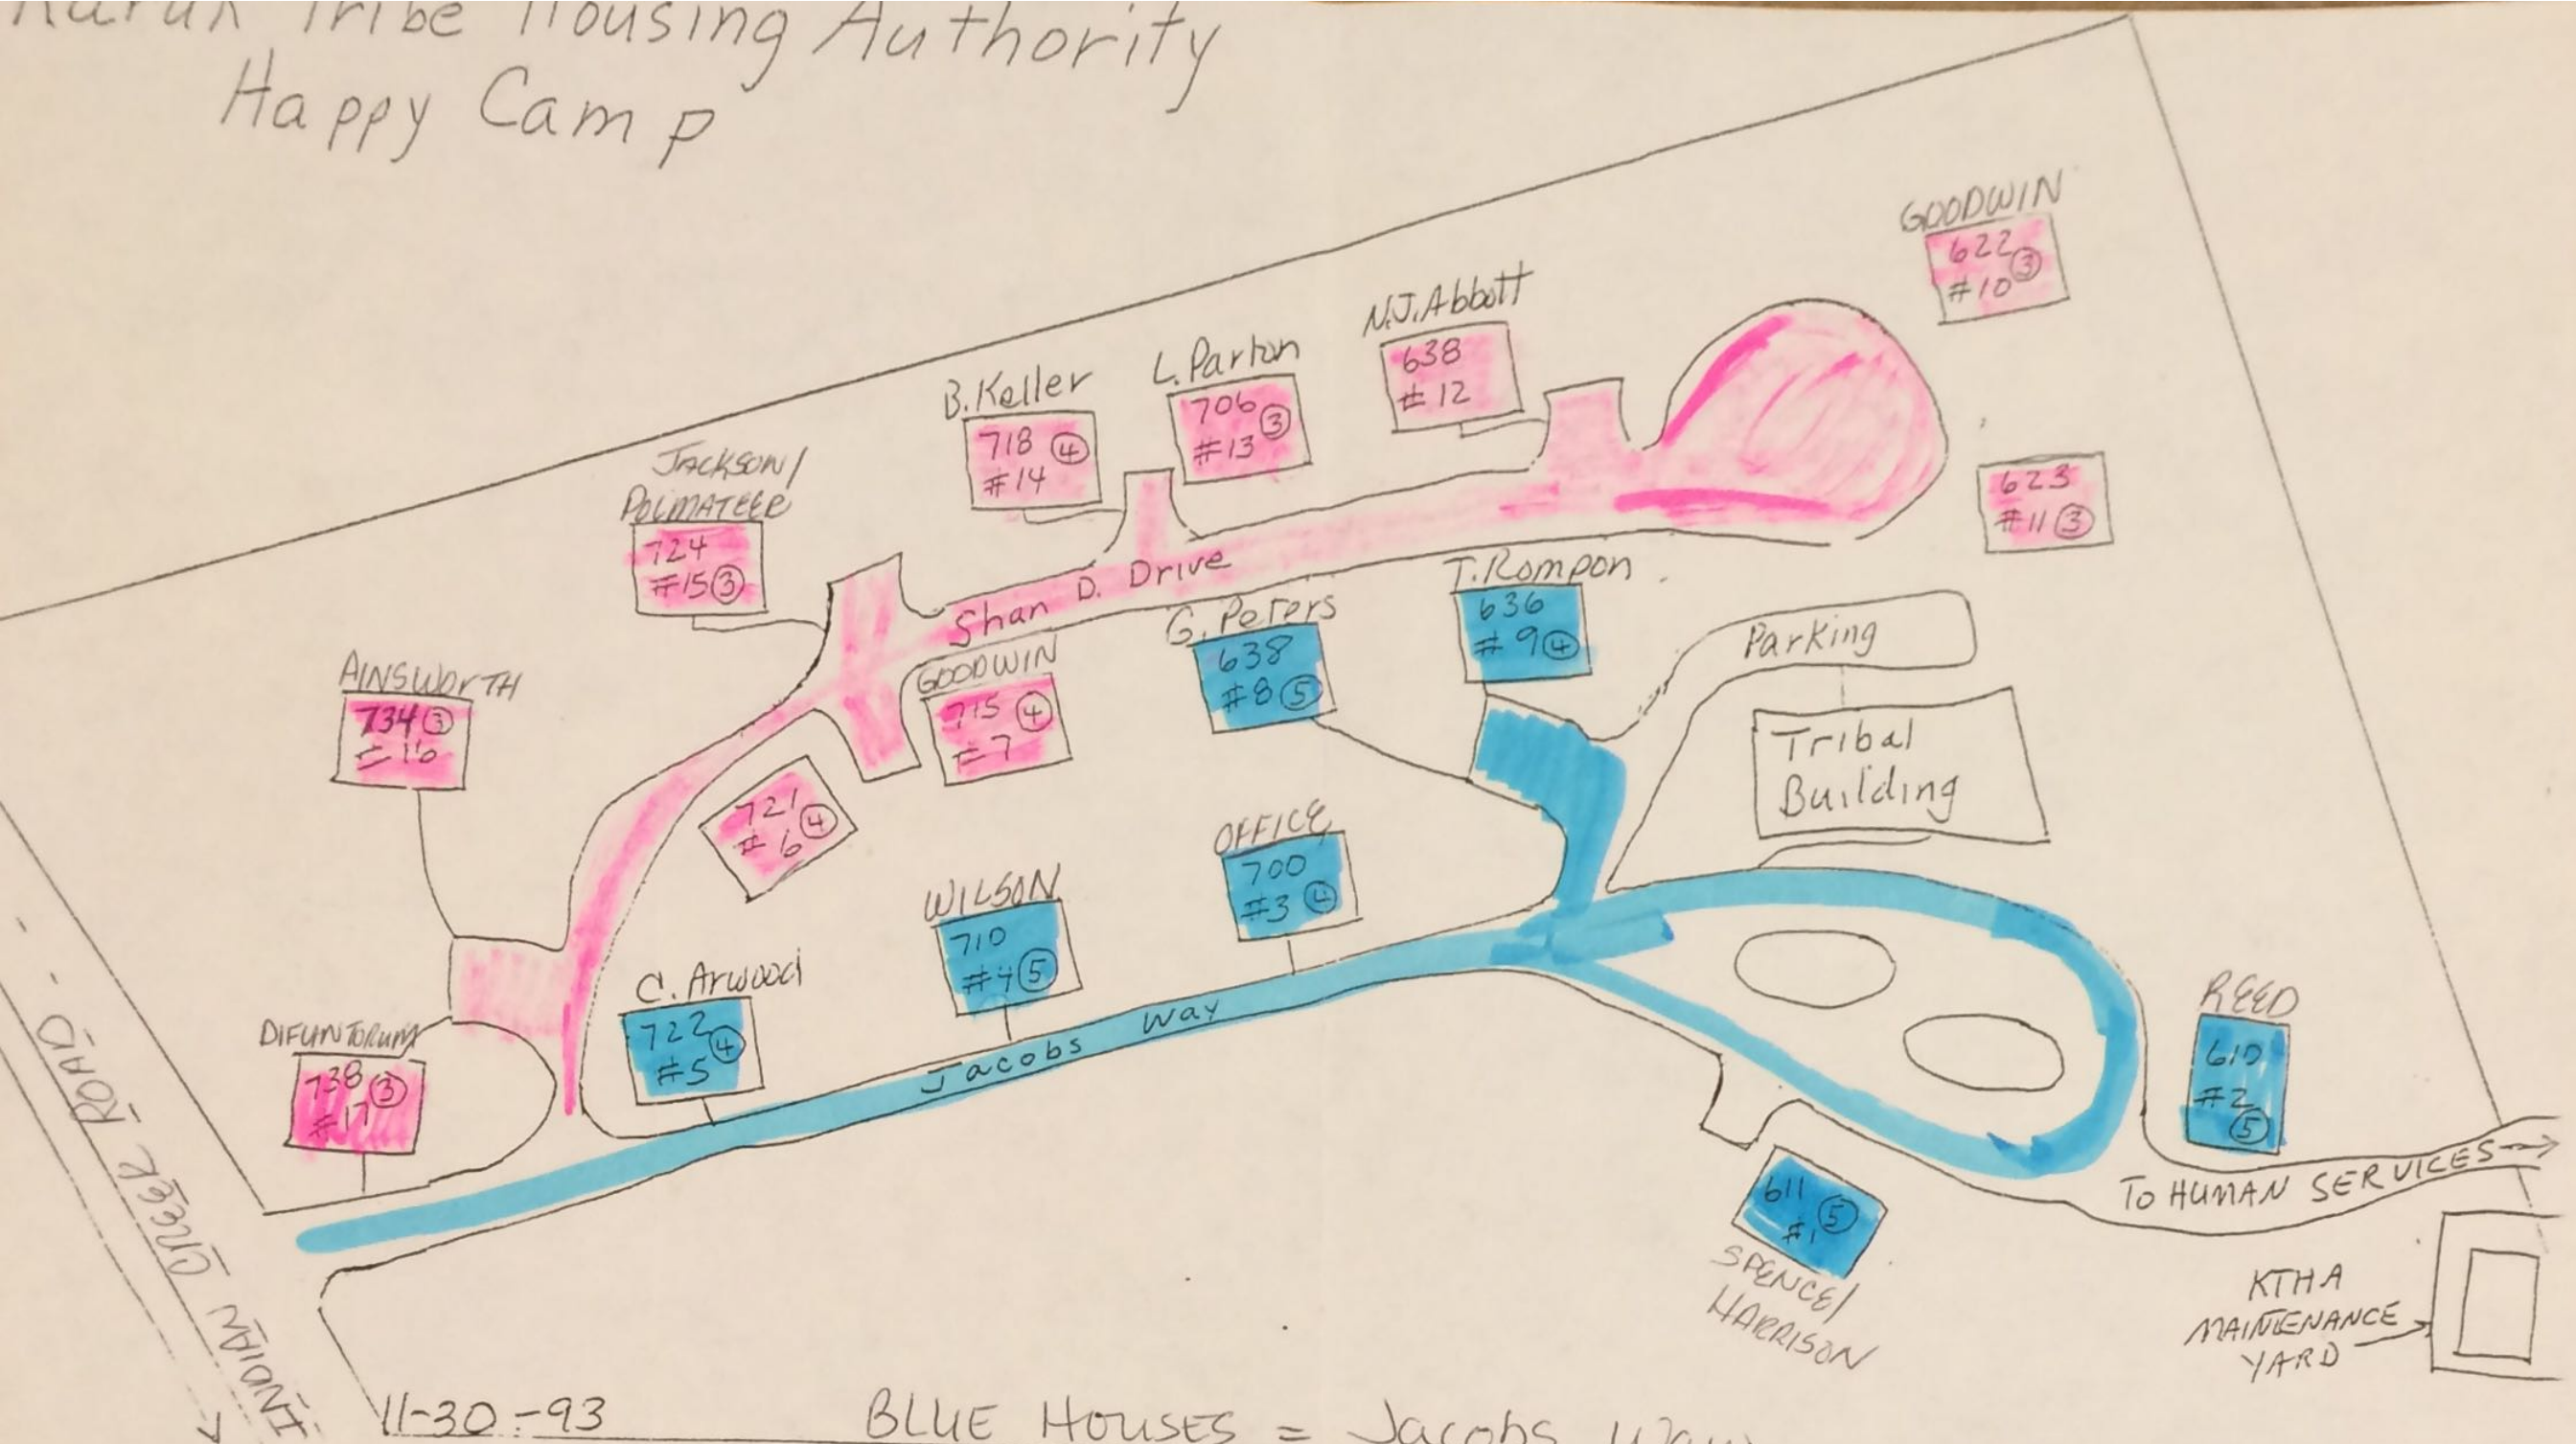 Karuk Tribe Housing Authority
Happy Camp
GOODWIN
622 ③
#10
N.J. Abbott
638
#12
L. Parton
706 ③
#13
B. Keller
718 ④
#14
JACKSON/
POLMATEER
724
#15 ③
623
#11 ③
Shan D. Drive
T. Rompon
636
#9 ④
G. Peters
638
#8 ⑤
Parking
GOODWIN
715 ④
#7
AINSWORTH
734 ③
#16
Tribal
Building
721 ④
#6
OFFICE
700
#3 ④
WILSON
710
#4 ⑤
C. Arwood
722 ④
#5
Jacobs Way
DIFUNTORUM
738 ③
#17
REED
610
#2
⑤
TO HUMAN SERVICES →
611 ⑤
#1
SPENCE/
HARRISON
KTHA
MAINTENANCE
YARD
INDIAN CREEK ROAD
11-30-93
BLUE HOUSES = Jacobs Way